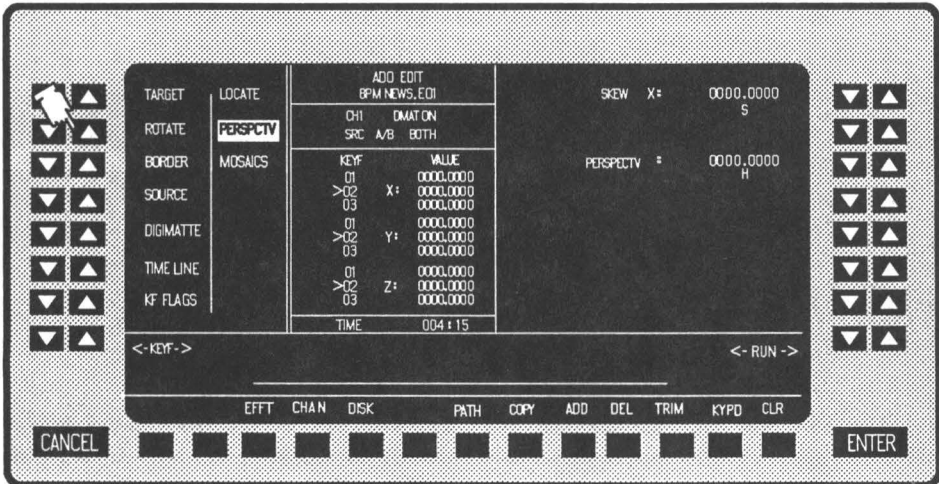 TARGET LOCATE
ROTATE PERSPCTV
BORDER MOSAICS
SOURCE
DIGIMATTE
TIME LINE
KF FLAGS
ADO EDIT
BPM NEWS.E01
CH1 DMAT ON
SRC A/B BOTH
KEYF VALUE
01 0000.0000
>02 X: 0000.0000
03 0000.0000
01 0000.0000
>02 Y: 0000.0000
03 0000.0000
01 0000.0000
>02 Z: 0000.0000
03 0000.0000
TIME 004:15
SKEW X: 0000.0000
S
PERSPECTV : 0000.0000
H
<-KEYF-> <- RUN ->
EFFT CHAN DISK PATH COPY ADD DEL TRIM KYPD CLR
CANCEL ENTER